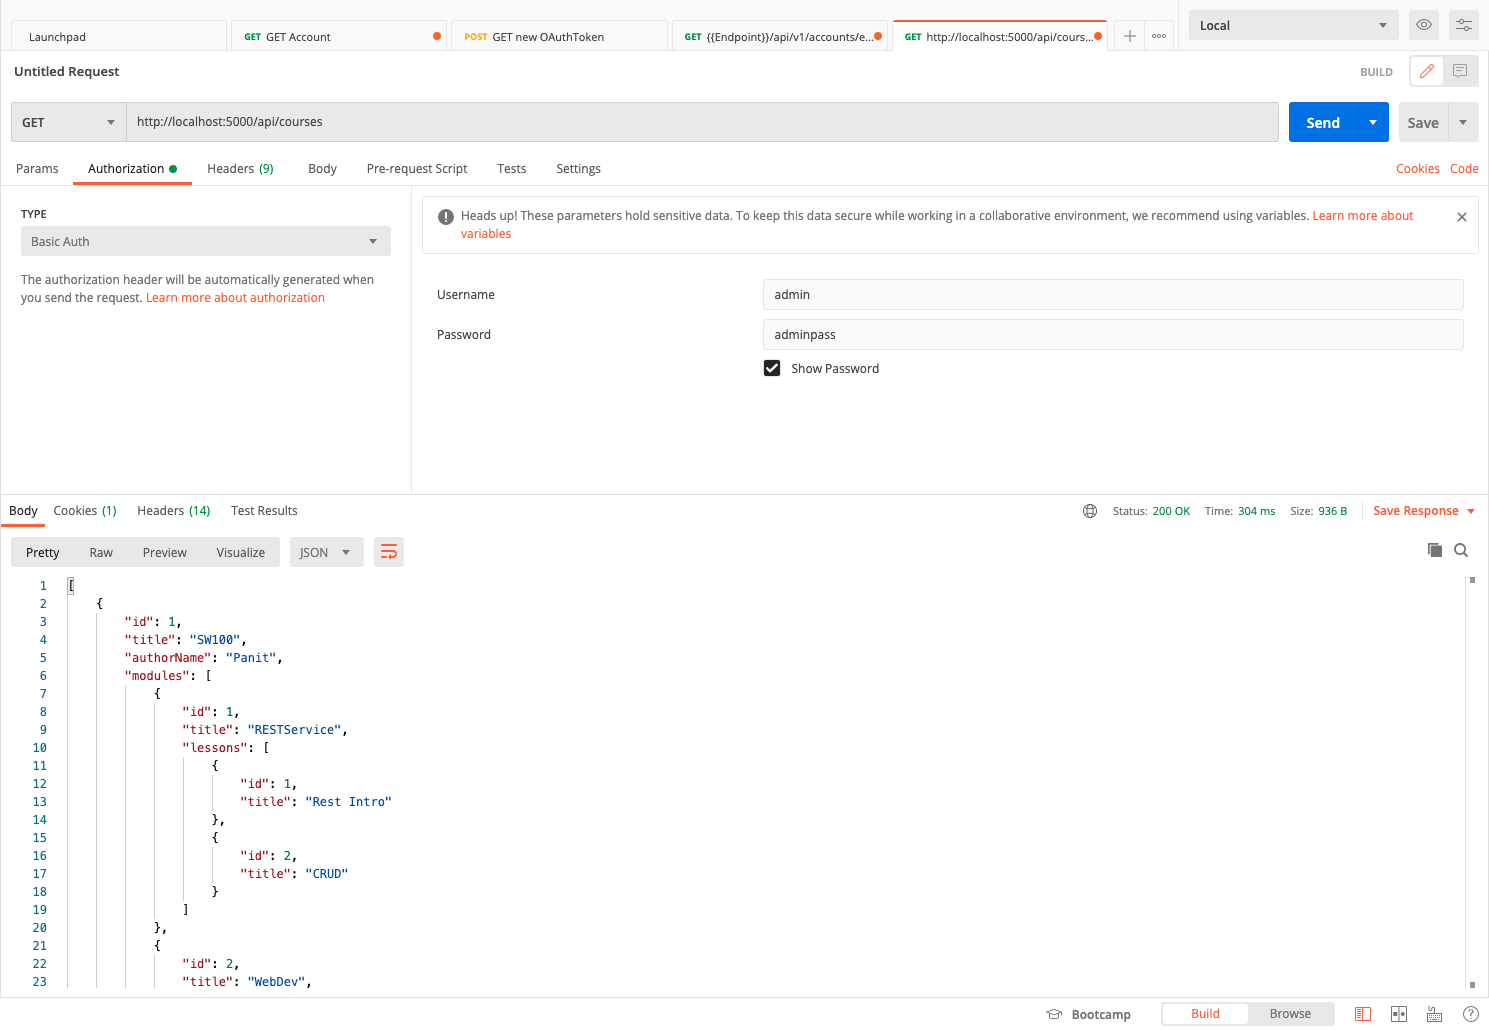 Launchpad
GET GET Account
POST GET new OAuthToken
GET {{Endpoint}}/api/v1/accounts/e...
GET http://localhost:5000/api/cours...
Local
Untitled Request
BUILD
GET
http://localhost:5000/api/courses
Send
Save
Params
Authorization
Headers (9)
Body
Pre-request Script
Tests
Settings
Cookies Code
TYPE
Basic Auth
The authorization header will be automatically generated when
you send the request. Learn more about authorization
Heads up! These parameters hold sensitive data. To keep this data secure while working in a collaborative environment, we recommend using variables. Learn more about
variables
Username
admin
Password
adminpass
Show Password
Body Cookies (1) Headers (14) Test Results
Status: 200 OK Time: 304 ms Size: 936 B Save Response
Pretty Raw Preview Visualize JSON
1 [
2 {
3 "id": 1,
4 "title": "SW100",
5 "authorName": "Panit",
6 "modules": [
7 {
8 "id": 1,
9 "title": "RESTService",
10 "lessons": [
11 {
12 "id": 1,
13 "title": "Rest Intro"
14 },
15 {
16 "id": 2,
17 "title": "CRUD"
18 }
19 ]
20 },
21 {
22 "id": 2,
23 "title": "WebDev",
Bootcamp
Build Browse